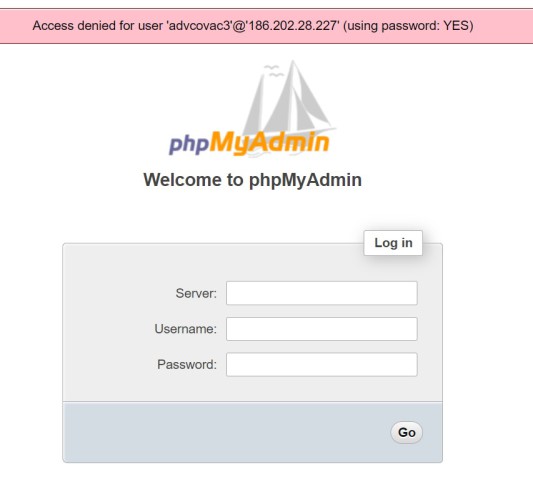 Access denied for user 'advcovac3'@'186.202.28.227' (using password: YES)
phpMyAdmin
Welcome to phpMyAdmin
Log in
Server:
Username:
Password:
Go